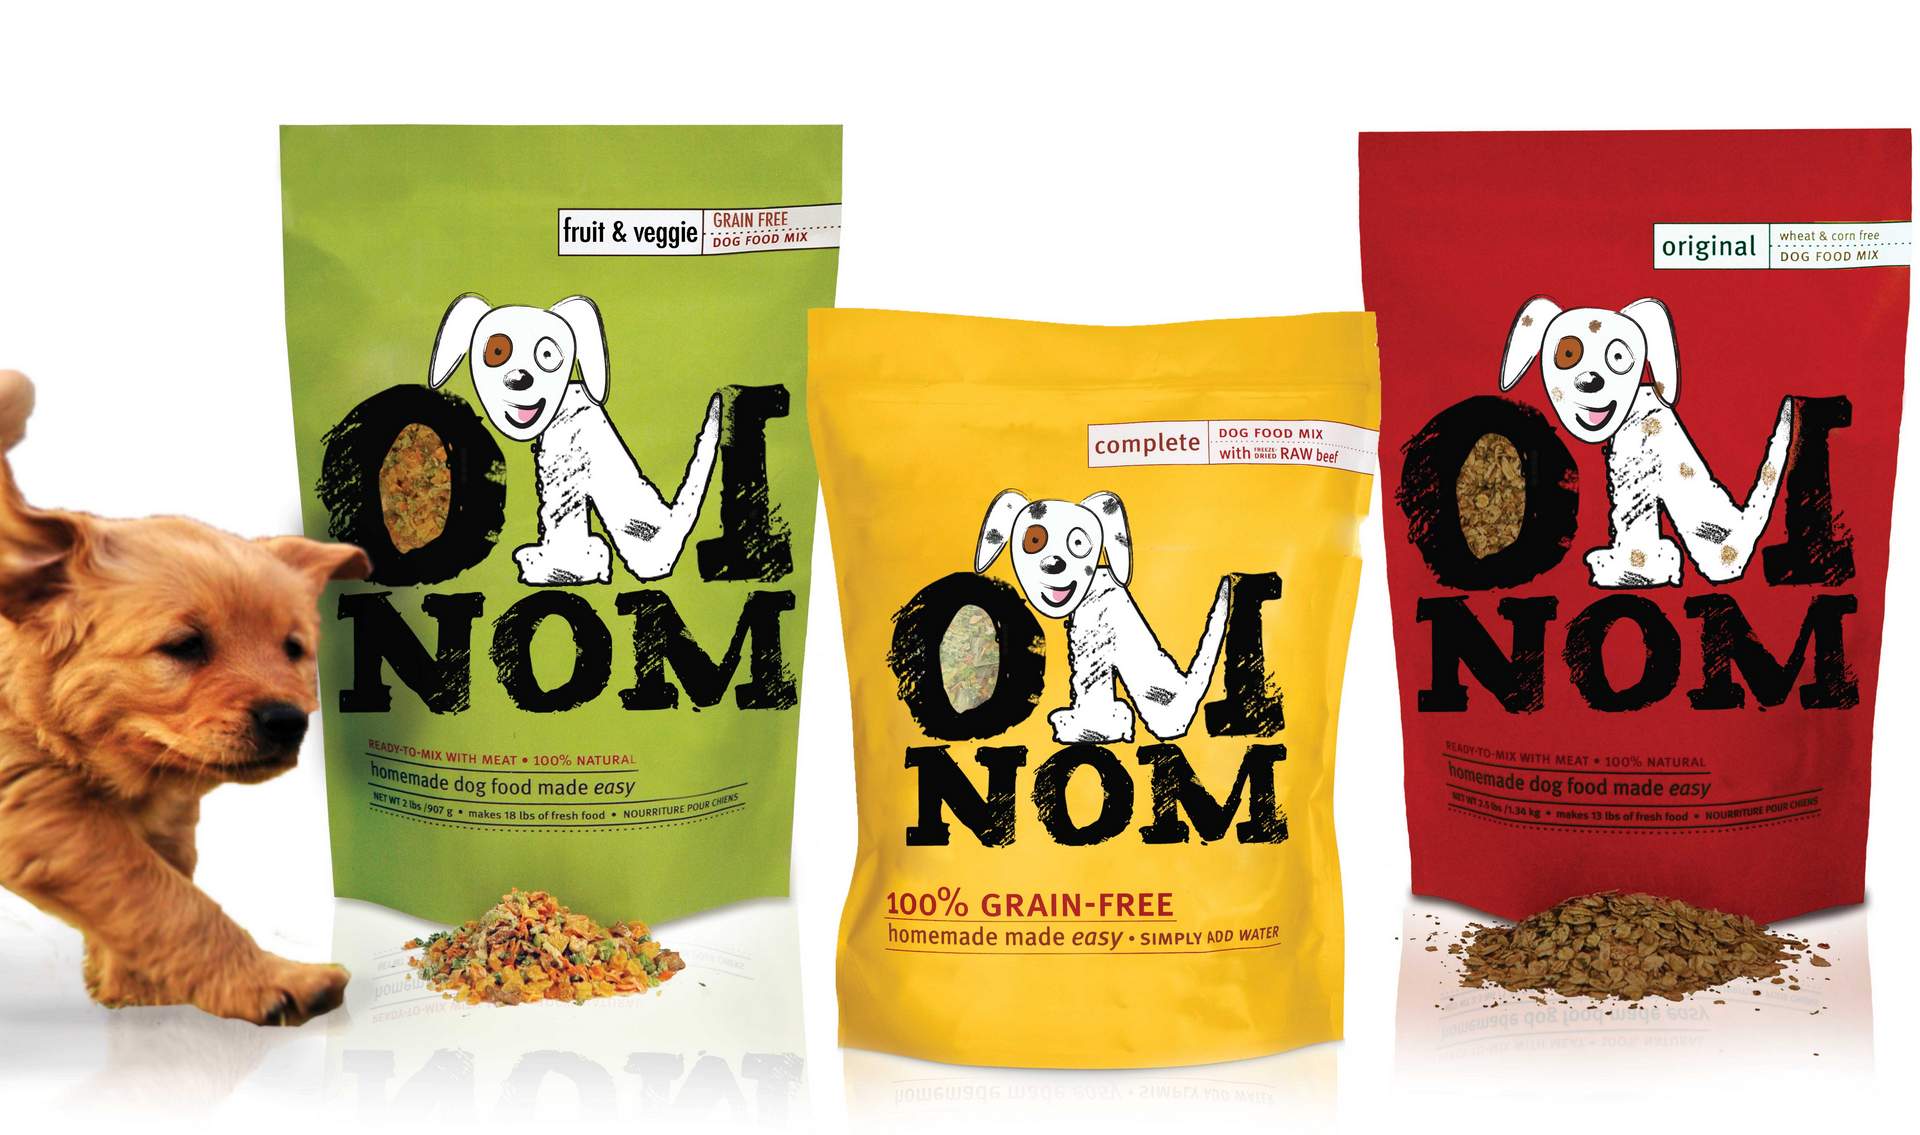 fruit & veggie
GRAIN FREE
DOG FOOD MIX
OM
NOM
READY-TO-MIX WITH MEAT • 100% NATURAL
homemade dog food made easy
NET WT 2 lbs /907 g • makes 18 lbs of fresh food • NOURRITURE POUR CHIENS
complete
DOG FOOD MIX
with FREEZE DRIED RAW beef
OM
NOM
100% GRAIN-FREE
homemade made easy • SIMPLY ADD WATER
original
wheat & corn free
DOG FOOD MIX
OM
NOM
READY-TO-MIX WITH MEAT • 100% NATURAL
homemade dog food made easy
NET WT 2.5 lbs /1.34 kg • makes 13 lbs of fresh food • NOURRITURE POUR CHIENS